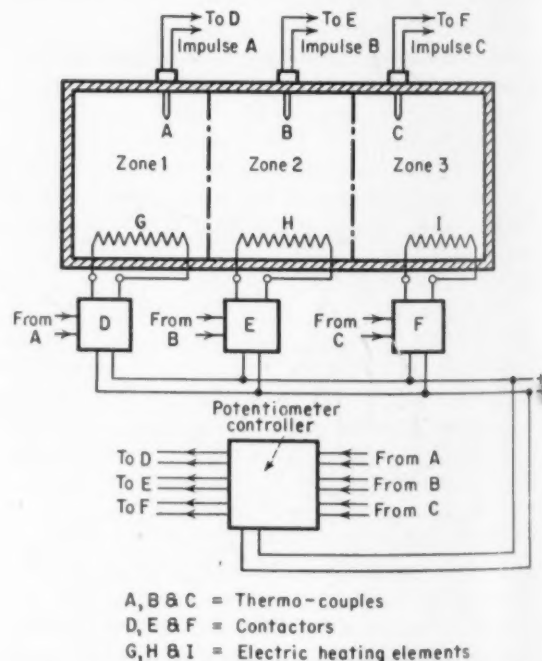 To D To E To F
Impulse A Impulse B Impulse C
A B C
Zone 1 Zone 2 Zone 3
G H I
From A D From B E From C F
Potentiometer
controller
To D From A
To E From B
To F From C
A, B & C = Thermo-couples
D, E & F = Contactors
G, H & I = Electric heating elements